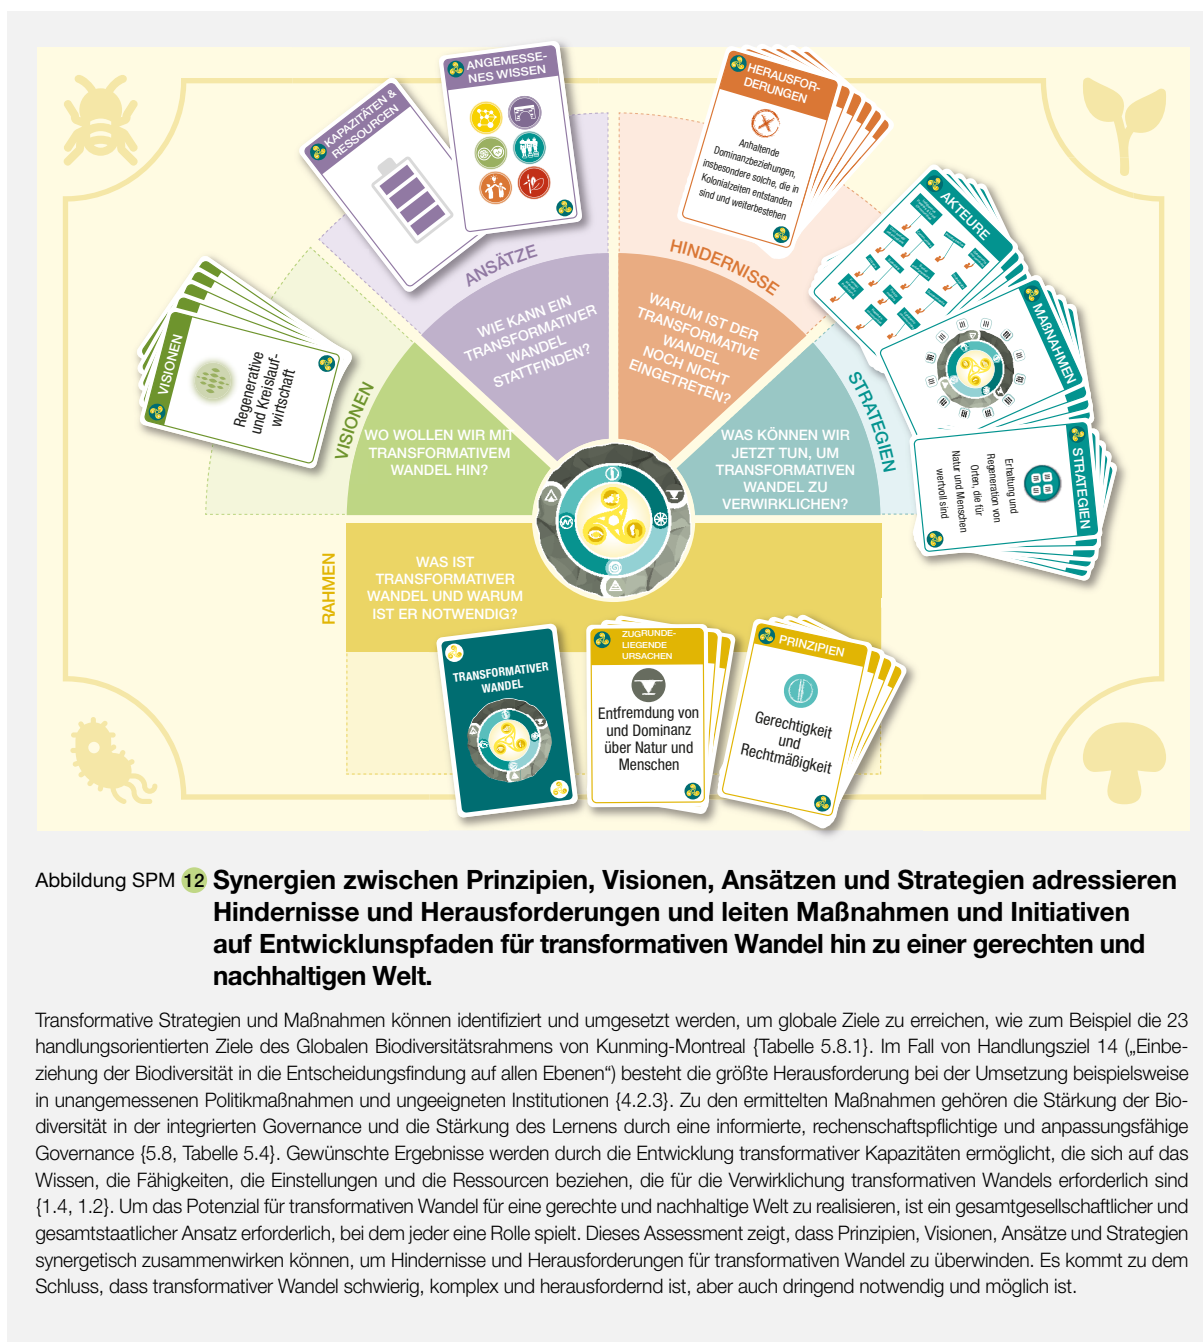 ANGEMESSE-
NES WISSEN
KAPAZITÄTEN &
RESSOURCEN
HERAUSFOR-
DERUNGEN
Anhaltende
Dominanzbeziehungen,
insbesondere solche, die in
Kolonialzeiten entstanden
sind und weiterbestehen
AKTEURE
MAẞNAHMEN
STRATEGIEN
Erhaltung und
Regeneration von
Orten, die für
Natur und Menschen
wertvoll sind
VISIONEN
Regenerative
und Kreislauf-
wirtschaft
VISIONEN
WO WOLLEN WIR MIT
TRANSFORMATIVEM
WANDEL HIN?
ANSÄTZE
WIE KANN EIN
TRANSFORMATIVER
WANDEL
STATTFINDEN?
HINDERNISSE
WARUM IST DER
TRANSFORMATIVE
WANDEL
NOCH NICHT
EINGETRETEN?
STRATEGIEN
WAS KÖNNEN WIR
JETZT TUN, UM
TRANSFORMATIVEN
WANDEL ZU
VERWIRKLICHEN?
RAHMEN
WAS IST
TRANSFORMATIVER
WANDEL UND WARUM
IST ER NOTWENDIG?
TRANSFORMATIVER
WANDEL
ZUGRUNDE-
LIEGENDE
URSACHEN
Entfremdung von
und Dominanz
über Natur und
Menschen
PRINZIPIEN
Gerechtigkeit
und
Rechtmäßigkeit
Abbildung SPM 12 Synergien zwischen Prinzipien, Visionen, Ansätzen und Strategien adressieren
Hindernisse und Herausforderungen und leiten Maßnahmen und Initiativen
auf Entwicklunspfaden für transformativen Wandel hin zu einer gerechten und
nachhaltigen Welt.
Transformative Strategien und Maßnahmen können identifiziert und umgesetzt werden, um globale Ziele zu erreichen, wie zum Beispiel die 23
handlungsorientierten Ziele des Globalen Biodiversitätsrahmens von Kunming-Montreal {Tabelle 5.8.1}. Im Fall von Handlungsziel 14 („Einbe-
ziehung der Biodiversität in die Entscheidungsfindung auf allen Ebenen“) besteht die größte Herausforderung bei der Umsetzung beispielsweise
in unangemessenen Politikmaßnahmen und ungeeigneten Institutionen {4.2.3}. Zu den ermittelten Maßnahmen gehören die Stärkung der Bio-
diversität in der integrierten Governance und die Stärkung des Lernens durch eine informierte, rechenschaftspflichtige und anpassungsfähige
Governance {5.8, Tabelle 5.4}. Gewünschte Ergebnisse werden durch die Entwicklung transformativer Kapazitäten ermöglicht, die sich auf das
Wissen, die Fähigkeiten, die Einstellungen und die Ressourcen beziehen, die für die Verwirklichung transformativen Wandels erforderlich sind
{1.4, 1.2}. Um das Potenzial für transformativen Wandel für eine gerechte und nachhaltige Welt zu realisieren, ist ein gesamtgesellschaftlicher und
gesamtstaatlicher Ansatz erforderlich, bei dem jeder eine Rolle spielt. Dieses Assessment zeigt, dass Prinzipien, Visionen, Ansätze und Strategien
synergetisch zusammenwirken können, um Hindernisse und Herausforderungen für transformativen Wandel zu überwinden. Es kommt zu dem
Schluss, dass transformativer Wandel schwierig, komplex und herausfordernd ist, aber auch dringend notwendig und möglich ist.